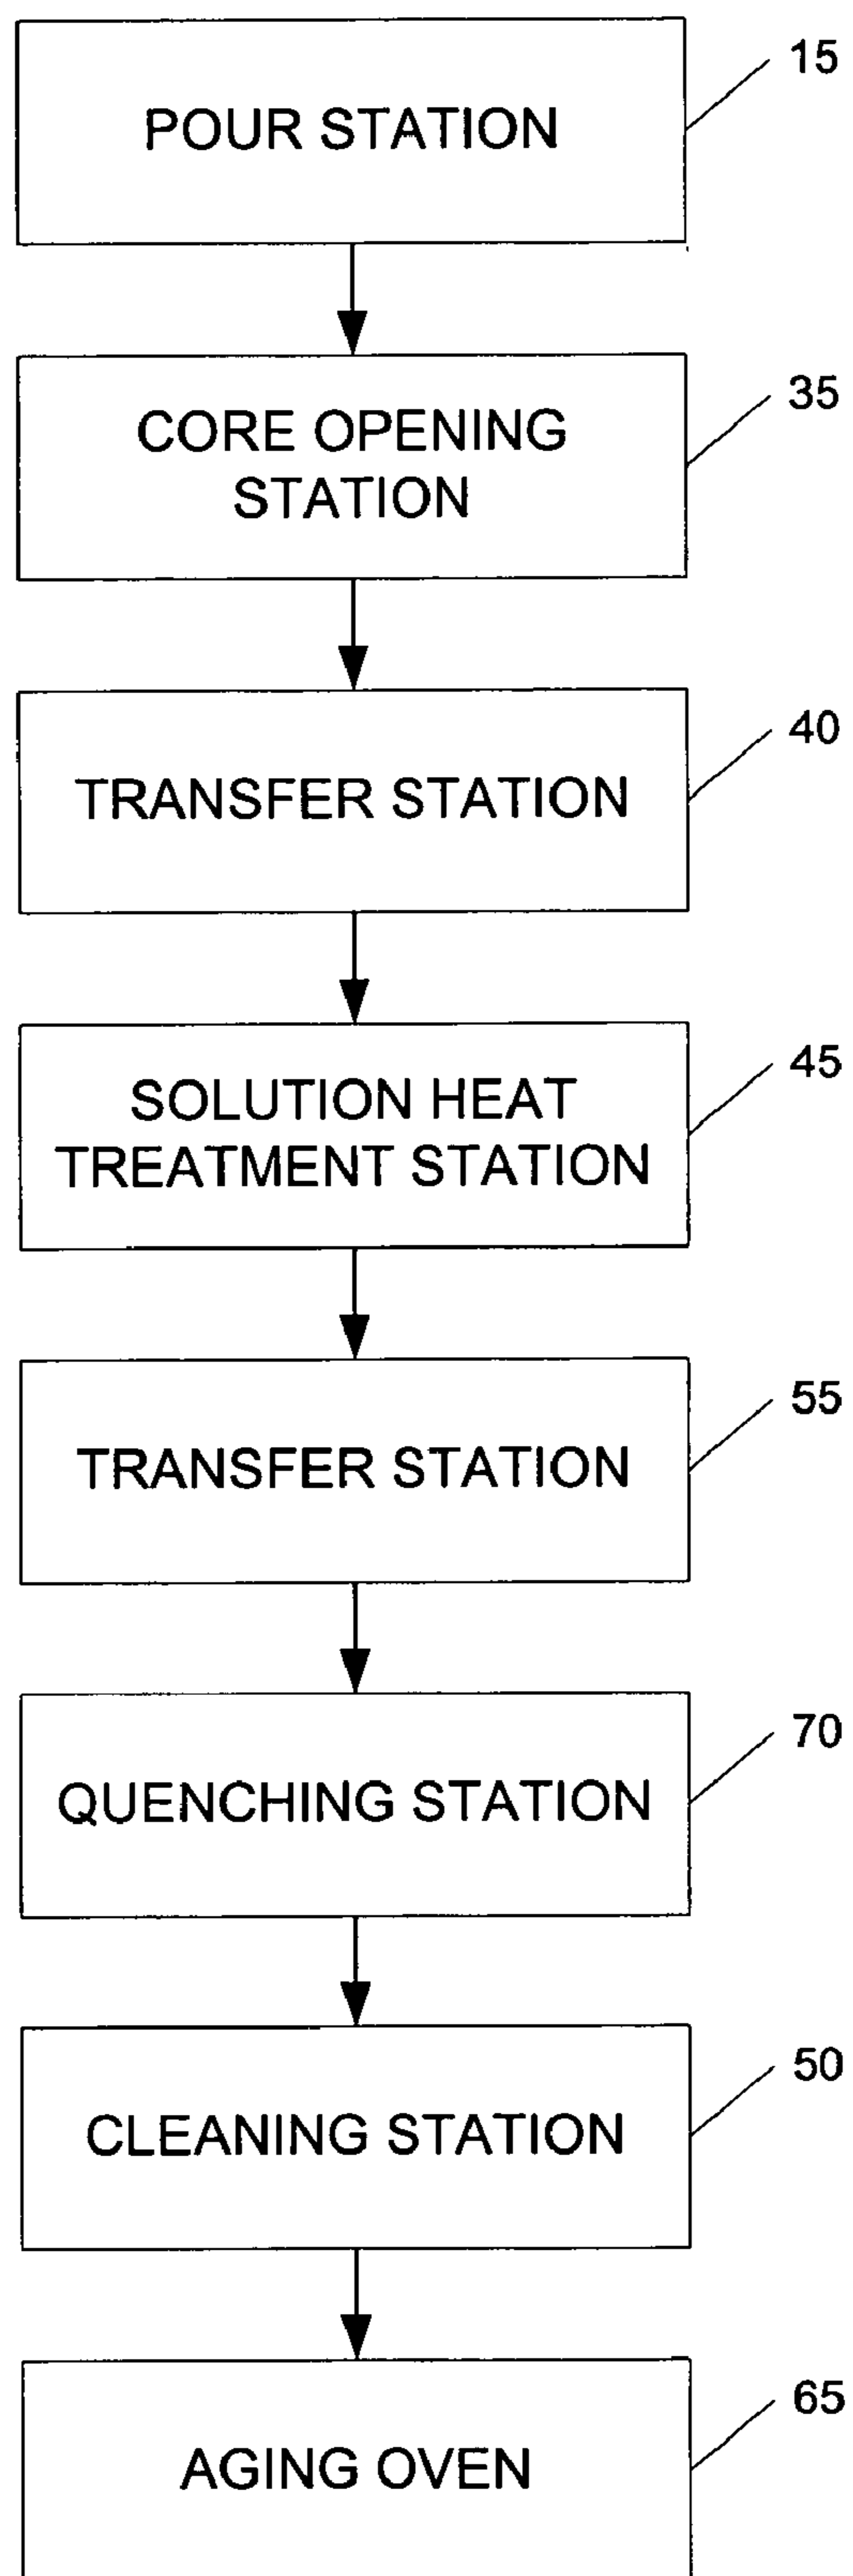 POUR STATION
15
CORE OPENING
STATION
35
TRANSFER STATION
40
SOLUTION HEAT
TREATMENT STATION
45
TRANSFER STATION
55
QUENCHING STATION
70
CLEANING STATION
50
AGING OVEN
65